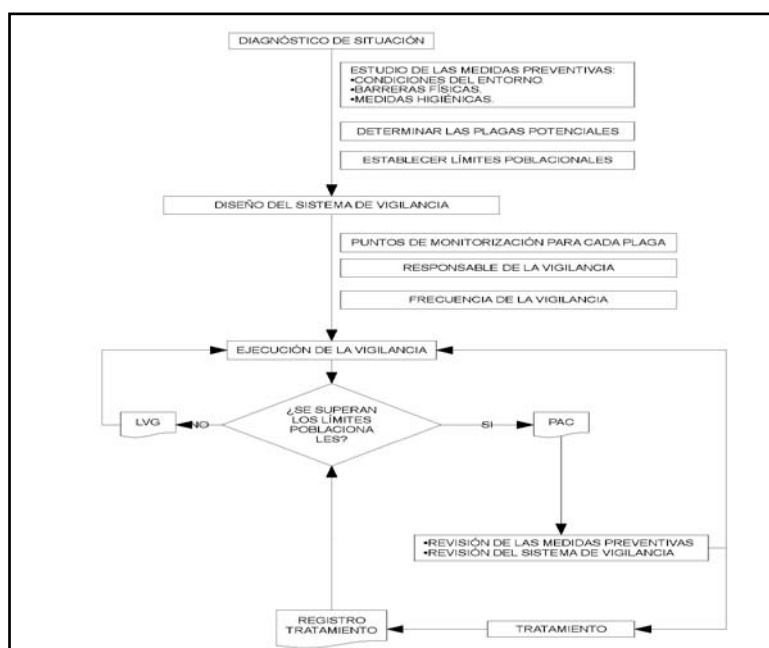 DIAGNÓSTICO DE SITUACIÓN
ESTUDIO DE LAS MEDIDAS PREVENTIVAS:
•CONDICIONES DEL ENTORNO.
•BARRERAS FÍSICAS.
•MEDIDAS HIGIÉNICAS.
DETERMINAR LAS PLAGAS POTENCIALES
ESTABLECER LÍMITES POBLACIONALES
DISEÑO DEL SISTEMA DE VIGILANCIA
PUNTOS DE MONITORIZACIÓN PARA CADA PLAGA
RESPONSABLE DE LA VIGILANCIA
FRECUENCIA DE LA VIGILANCIA
EJECUCIÓN DE LA VIGILANCIA
¿SE SUPERAN
LOS LÍMITES
POBLACIONA
LES?
LVG
NO
SI
PAC
•REVISIÓN DE LAS MEDIDAS PREVENTIVAS
•REVISIÓN DEL SISTEMA DE VIGILANCIA
REGISTRO
TRATAMIENTO
TRATAMIENTO